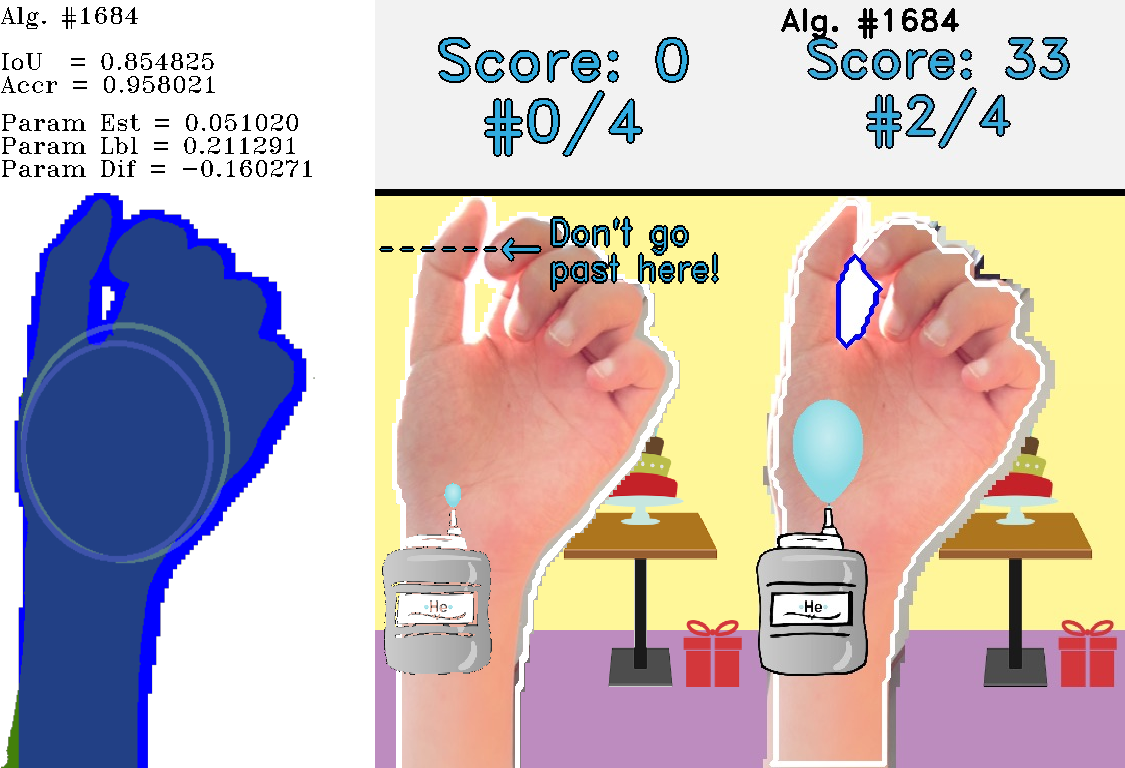 Alg. #1684
IoU = 0.854825
Accr = 0.958021
Param Est = 0.051020
Param Lbl = 0.211291
Param Dif = −0.160271
Score: 0
#0/4
Don't go
past here!
He
Alg. #1684
Score: 33
#2/4
He